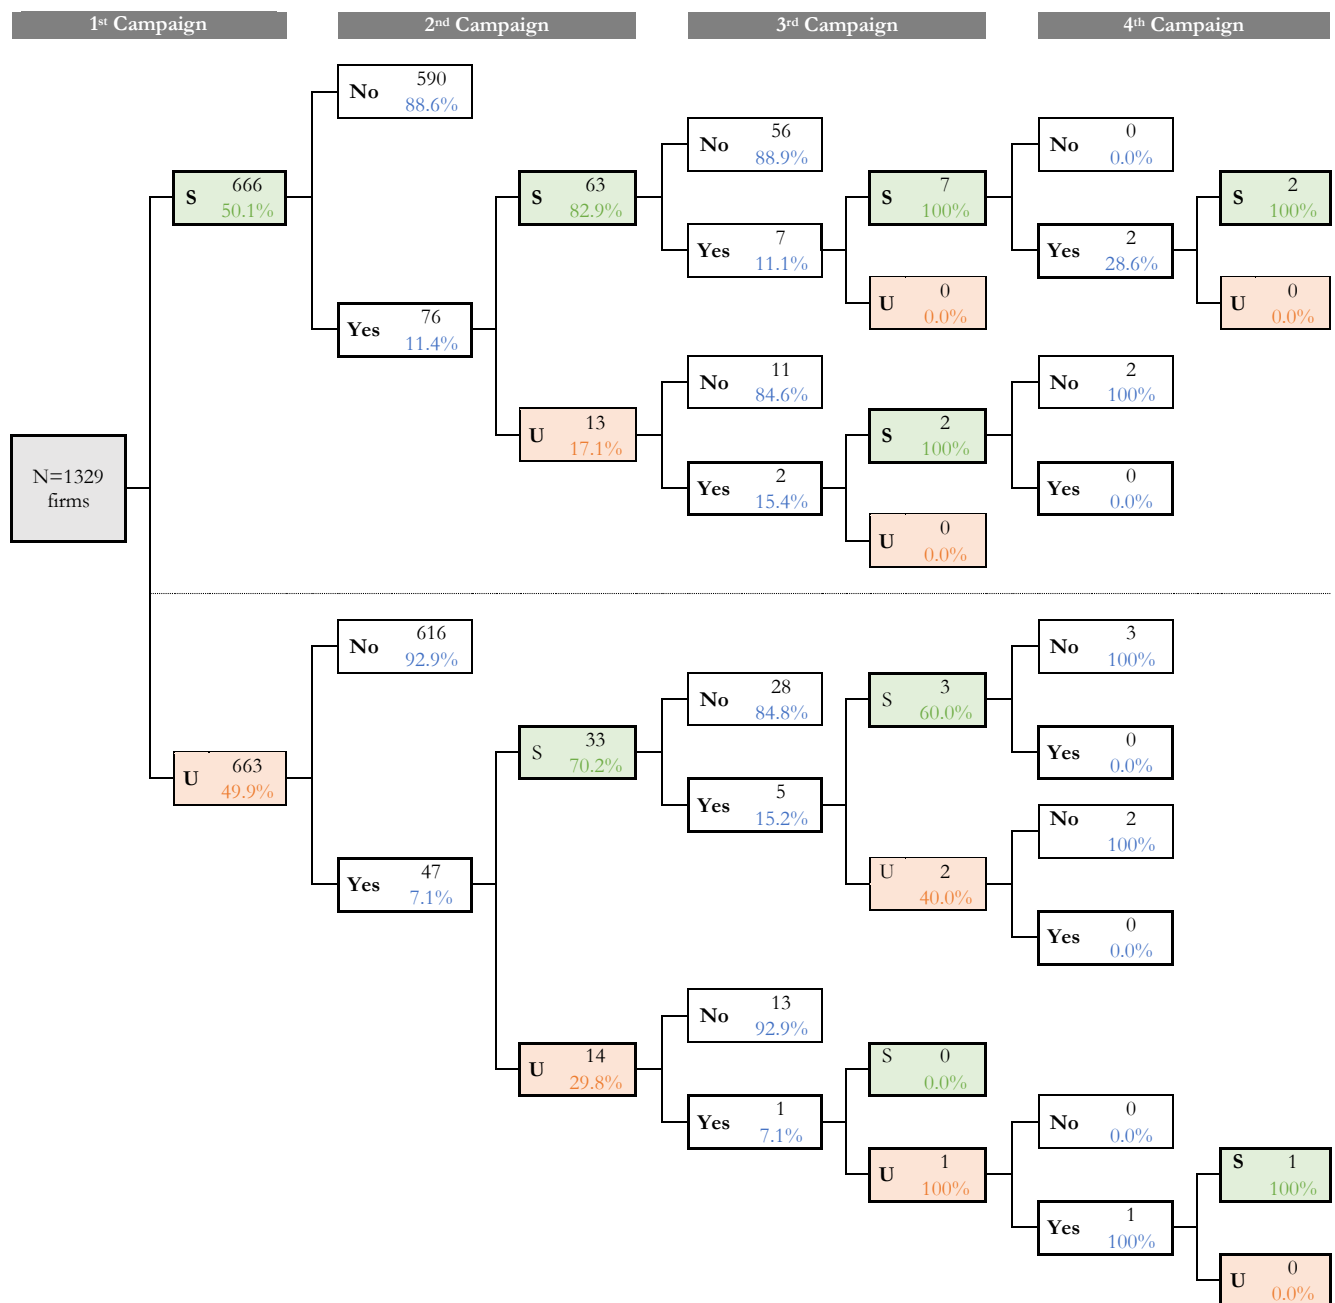 1st Campaign
2nd Campaign
3rd Campaign
4th Campaign
No 590
88.6%
No 56
88.9%
No 0
0.0%
S 666
50.1%
S 63
82.9%
S 7
100%
S 2
100%
Yes 7
11.1%
Yes 2
28.6%
U 0
0.0%
U 0
0.0%
Yes 76
11.4%
No 11
84.6%
No 2
100%
U 13
17.1%
S 2
100%
N=1329
firms
Yes 2
15.4%
Yes 0
0.0%
U 0
0.0%
No 616
92.9%
No 3
100%
No 28
84.8%
S 3
60.0%
S 33
70.2%
Yes 0
0.0%
U 663
49.9%
Yes 5
15.2%
No 2
100%
Yes 47
7.1%
U 2
40.0%
Yes 0
0.0%
No 13
92.9%
U 14
29.8%
S 0
0.0%
Yes 1
7.1%
No 0
0.0%
U 1
100%
S 1
100%
Yes 1
100%
U 0
0.0%